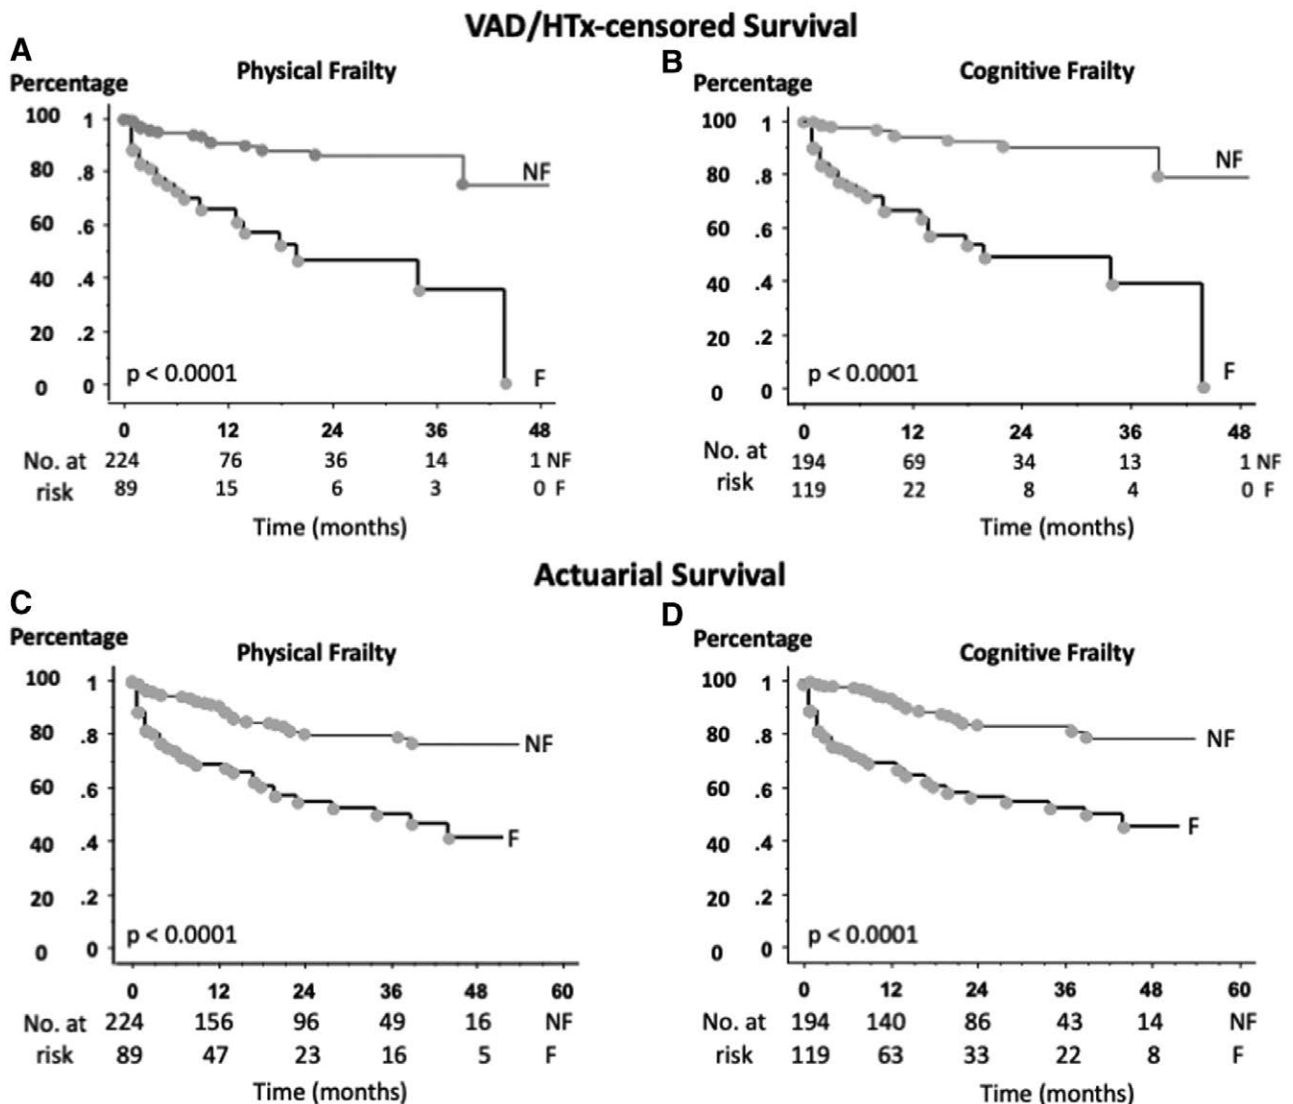 VAD/HTx-censored Survival
A
Percentage
Physical Frailty
100 1
80 .8
60 .6
40 .4
20 .2
0 0
NF
F
p < 0.0001
0 12 24 36 48
No. at 224 76 36 14 1 NF
risk 89 15 6 3 0 F
Time (months)
B
Percentage
Cognitive Frailty
100 1
80 .8
60 .6
40 .4
20 .2
0 0
NF
F
p < 0.0001
0 12 24 36 48
No. at
risk
194 69 34 13 1 NF
119 22 8 4 0 F
Time (months)
Actuarial Survival
C
Percentage
Physical Frailty
100 1
80 .8
60 .6
40 .4
20 .2
0 0
NF
F
p < 0.0001
0 12 24 36 48 60
No. at 224 156 96 49 16 NF
risk 89 47 23 16 5 F
Time (months)
D
Percentage
Cognitive Frailty
100 1
80 .8
60 .6
40 .4
20 .2
0 0
NF
F
p < 0.0001
0 12 24 36 48 60
No. at 194 140 86 43 14 NF
risk 119 63 33 22 8 F
Time (months)